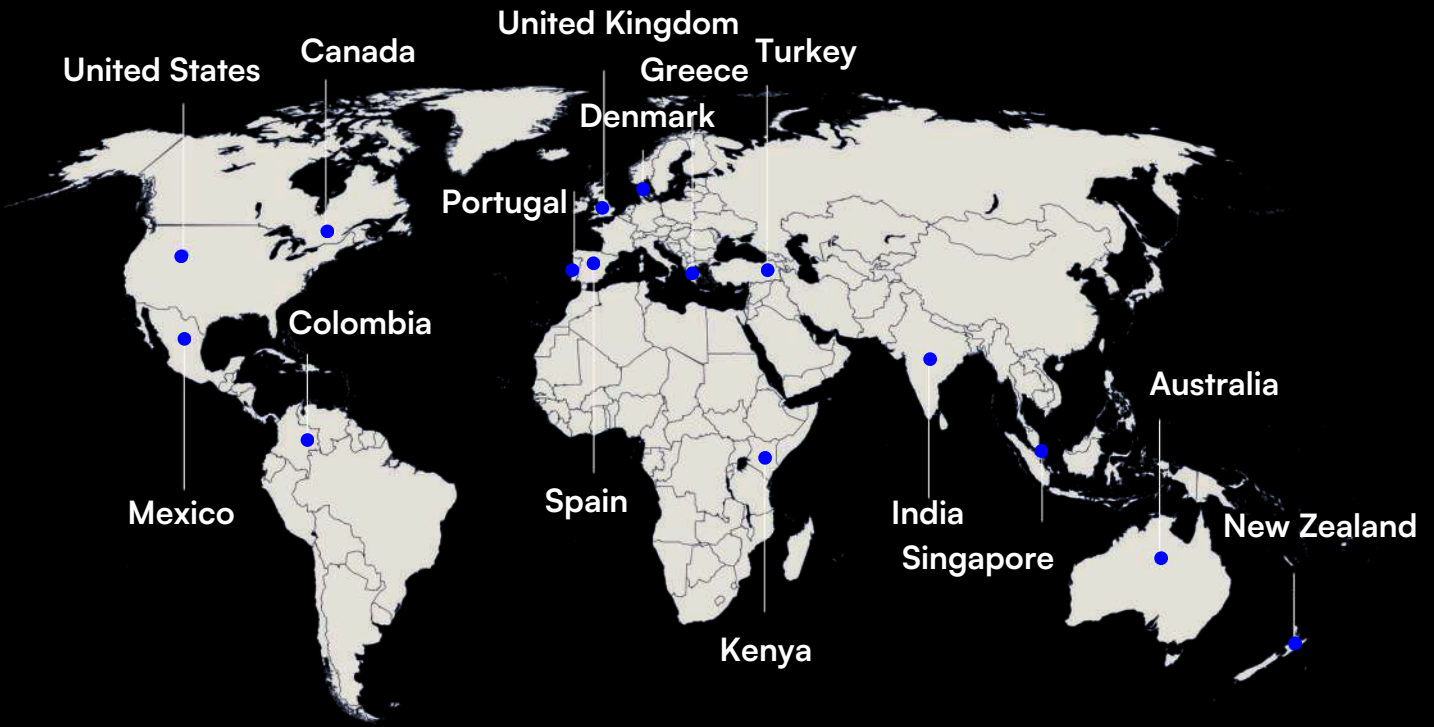 United Kingdom
Canada
Turkey
United States
Greece
Denmark
Portugal
Colombia
Australia
Spain
Mexico
India
New Zealand
Singapore
Kenya